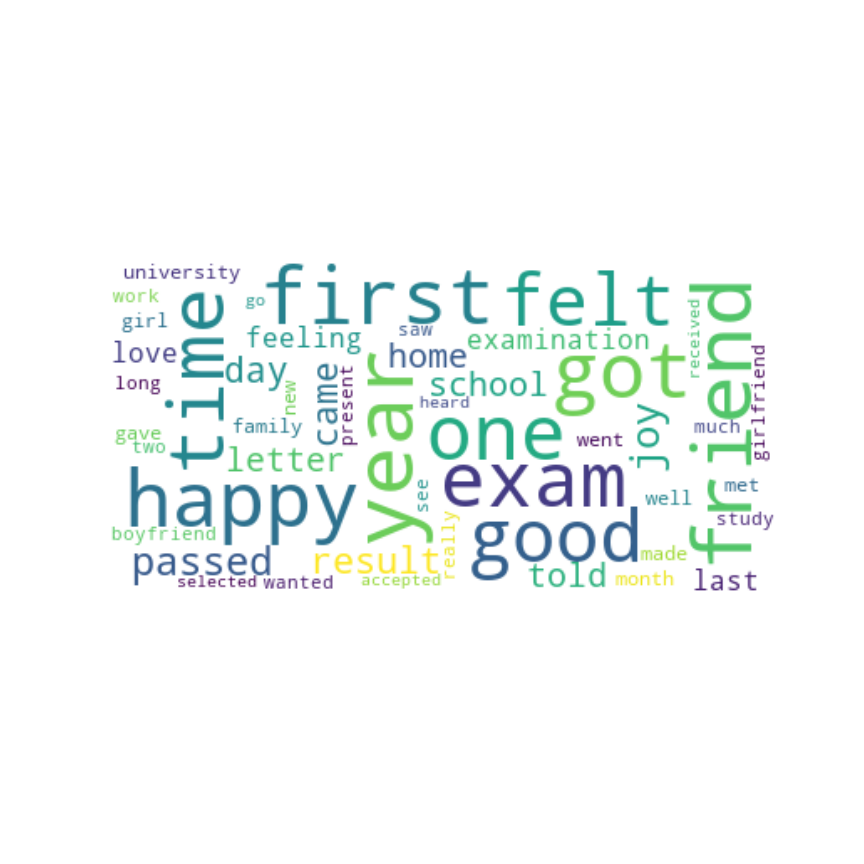 university
work
go
first
felt
friend
girl
time
saw
received
love
feeling
examination
day
home
got
girlfriend
long
new
came
present
year
school
heard
joy
much
gave
two
family
one
went
letter
happy
exam
see
well
met
study
boyfriend
good
really
passed
result
told
made
month
last
selected
wanted
accepted